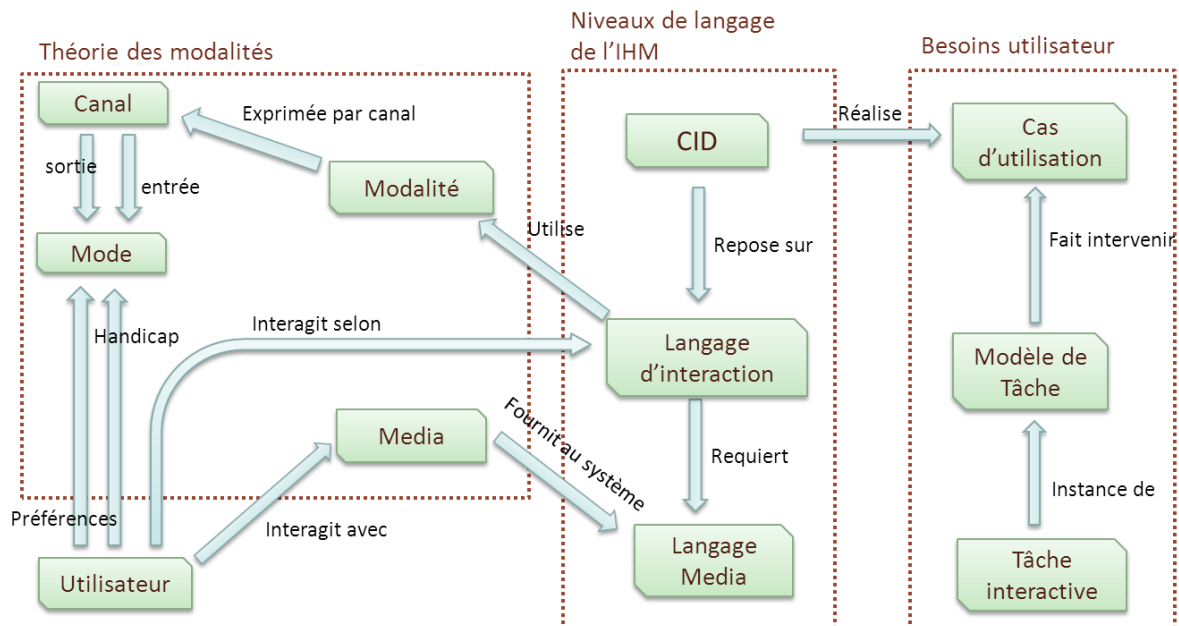 Théorie des modalités
Niveaux de langage
de l'IHM
Besoins utilisateur
Canal
Exprimée par canal
sortie
entrée
Modalité
Mode
CID
Réalise
Cas
d'utilisation
Utilise
Repose sur
Fait intervenir
Handicap
Interagit selon
Langage
d'interaction
Modèle de
Tâche
Media
Fournit au système
Requiert
Instance de
Préférences
Interagit avec
Utilisateur
Langage
Media
Tâche
interactive